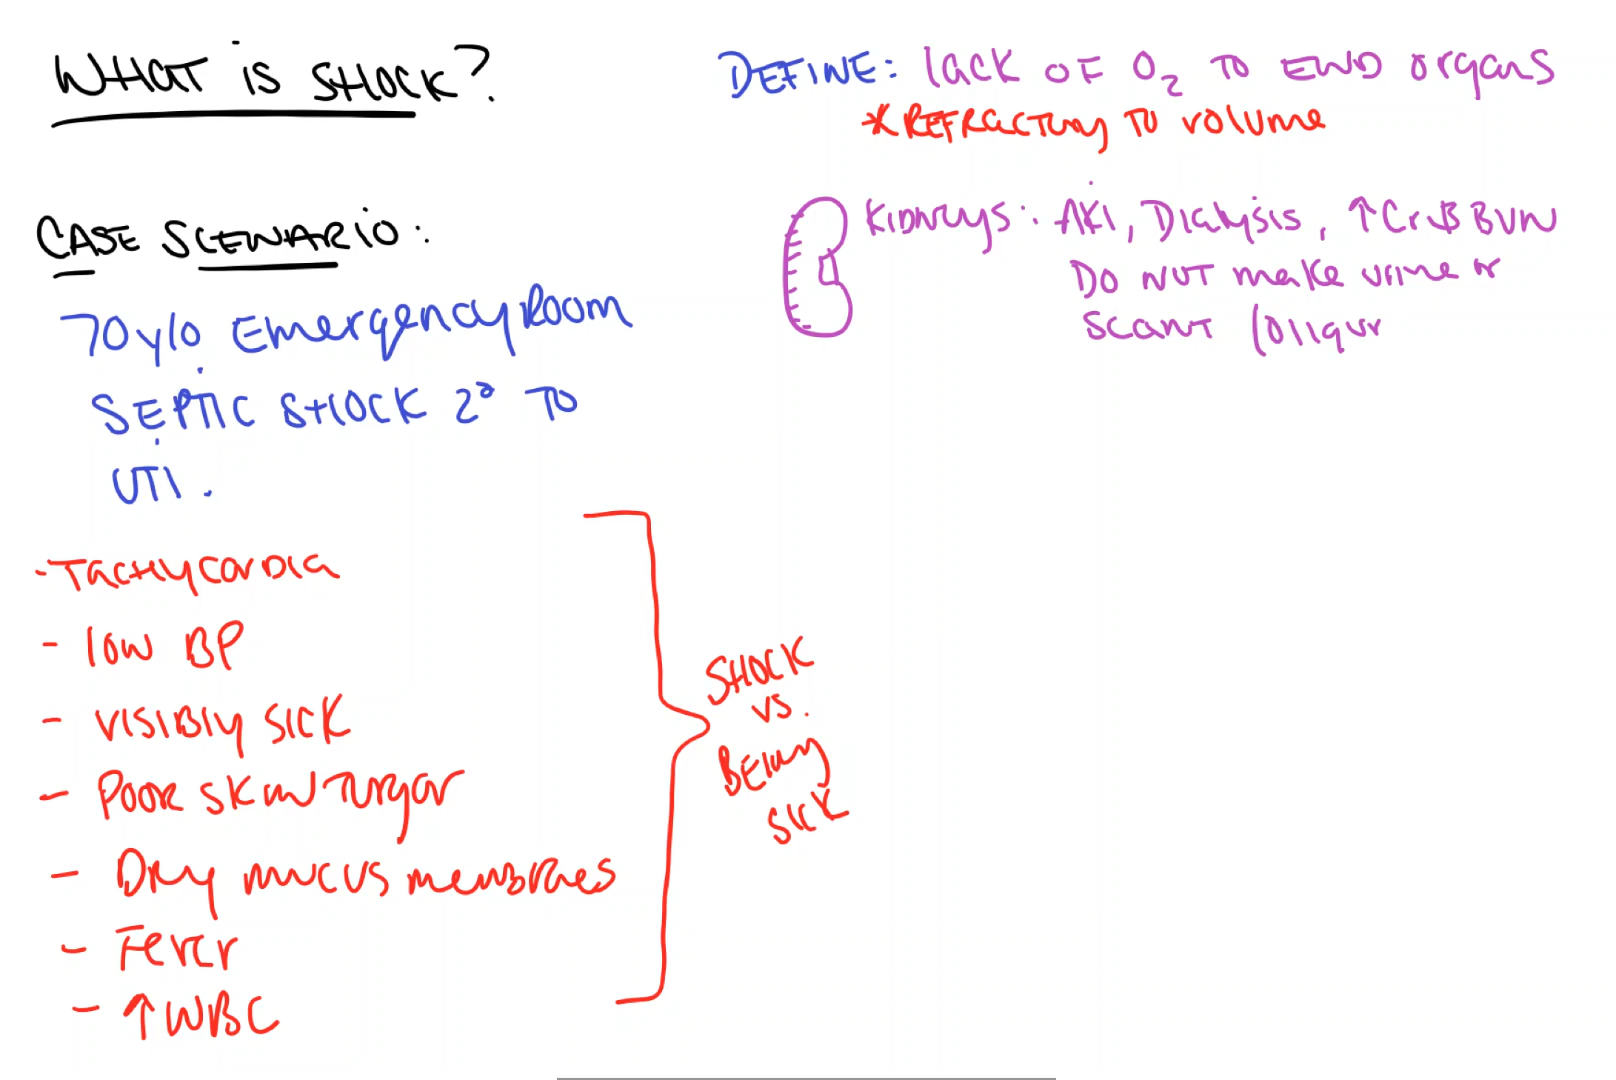 WHAT IS SHOCK?
CASE SCENARIO:
70 y/o Emergency Room
SEPTIC SHOCK 2° TO
UTI.
- TACHYCARDIA
- low BP
- VISIBLY SICK
- POOR SKIN TURGOR
- DRY MUCUS MEMBRANES
- FEVER
- ↑WBC
SHOCK
VS.
BEING
SICK
DEFINE: lack OF O₂ TO END organs
*REFRACTORY TO VOLUME
KIDNEYS: AKI, Dialysis, ↑Cr & BUN
DO NOT make urine or
SCANT (oligur